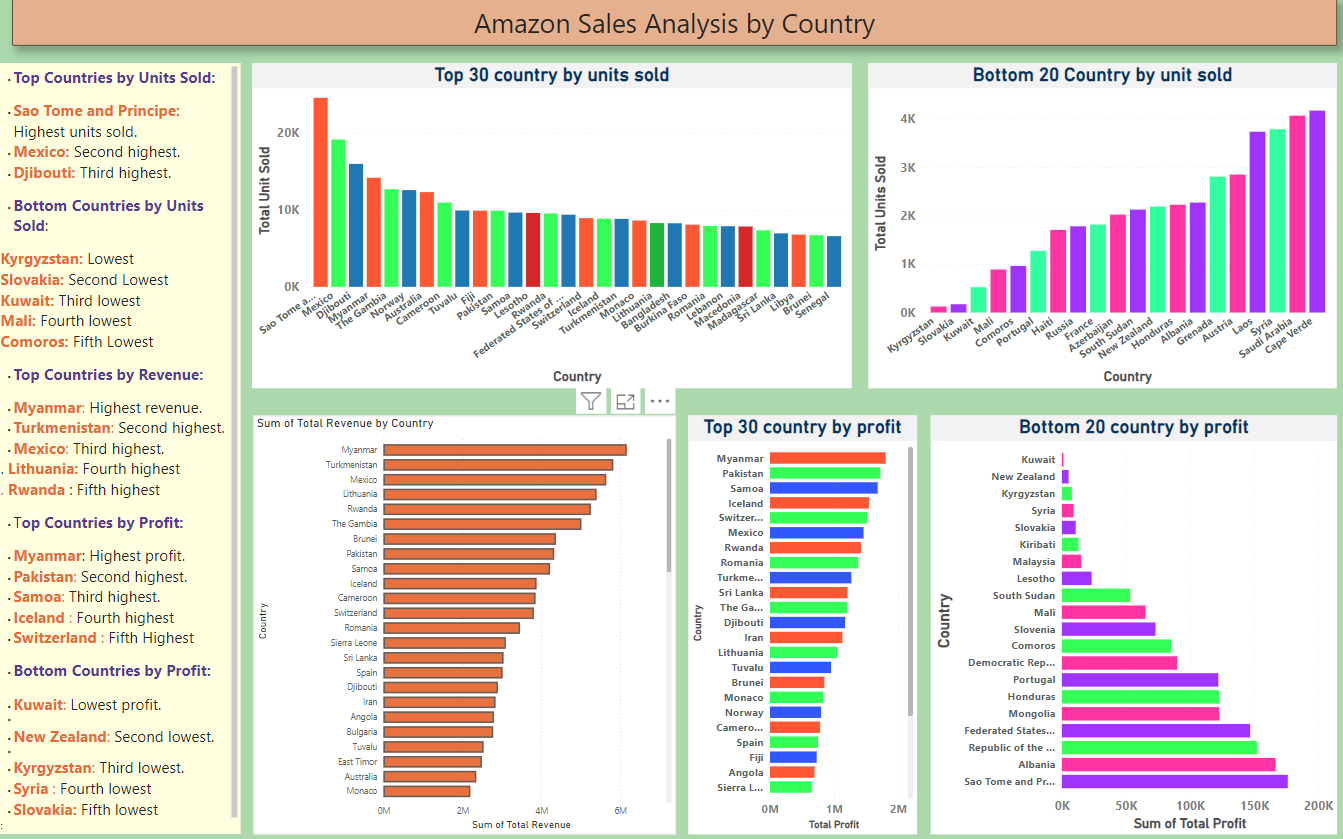 Amazon Sales Analysis by Country
· Top Countries by Units Sold:
· Sao Tome and Principe:
Highest units sold.
· Mexico: Second highest.
· Djibouti: Third highest.
· Bottom Countries by Units
Sold:
Kyrgyzstan: Lowest
Slovakia: Second Lowest
Kuwait: Third lowest
Mali: Fourth lowest
Comoros: Fifth Lowest
· Top Countries by Revenue:
· Myanmar: Highest revenue.
· Turkmenistan: Second highest.
· Mexico: Third highest.
. Lithuania: Fourth highest
. Rwanda : Fifth highest
· Top Countries by Profit:
· Myanmar: Highest profit.
· Pakistan: Second highest.
· Samoa: Third highest.
· Iceland : Fourth highest
· Switzerland : Fifth Highest
· Bottom Countries by Profit:
· Kuwait: Lowest profit.
·
· New Zealand: Second lowest.
·
· Kyrgyzstan: Third lowest.
· Syria : Fourth lowest
· Slovakia: Fifth lowest
:
Top 30 country by units sold
Total Unit Sold
20K
10K
0K
Sao Tome a...
Mexico
Djibouti
Myanmar
The Gambia
Norway
Australia
Cameroon
Tuvalu
Fiji
Pakistan
Samoa
Lesotho
Rwanda
Federated States of ...
Switzerland
Iceland
Turkmenistan
Monaco
Lithuania
Bangladesh
Burkina Faso
Romania
Lebanon
Macedonia
Madagascar
Sri Lanka
Libya
Brunei
Senegal
Country
Bottom 20 Country by unit sold
Total Units Sold
4K
3K
2K
1K
0K
Kyrgyzstan
Slovakia
Kuwait
Mali
Comoros
Portugal
Haiti
Russia
France
Azerbaijan
South Sudan
New Zealand
Honduras
Albania
Grenada
Austria
Laos
Syria
Saudi Arabia
Cape Verde
Country
Sum of Total Revenue by Country
Country
Myanmar
Turkmenistan
Mexico
Lithuania
Rwanda
The Gambia
Brunei
Pakistan
Samoa
Iceland
Cameroon
Switzerland
Romania
Sierra Leone
Sri Lanka
Spain
Djibouti
Iran
Angola
Bulgaria
Tuvalu
East Timor
Australia
Monaco
0M 2M 4M 6M
Sum of Total Revenue
Top 30 country by profit
Country
Myanmar
Pakistan
Samoa
Iceland
Switzer...
Mexico
Rwanda
Romania
Turkme...
Sri Lanka
The Ga...
Djibouti
Iran
Lithuania
Tuvalu
Brunei
Monaco
Norway
Camero...
Spain
Fiji
Angola
Sierra L...
0M 1M 2M
Total Profit
Bottom 20 country by profit
Country
Kuwait
New Zealand
Kyrgyzstan
Syria
Slovakia
Kiribati
Malaysia
Lesotho
South Sudan
Mali
Slovenia
Comoros
Democratic Rep...
Portugal
Honduras
Mongolia
Federated States...
Republic of the ...
Albania
Sao Tome and Pr...
0K 50K 100K 150K 200K
Sum of Total Profit